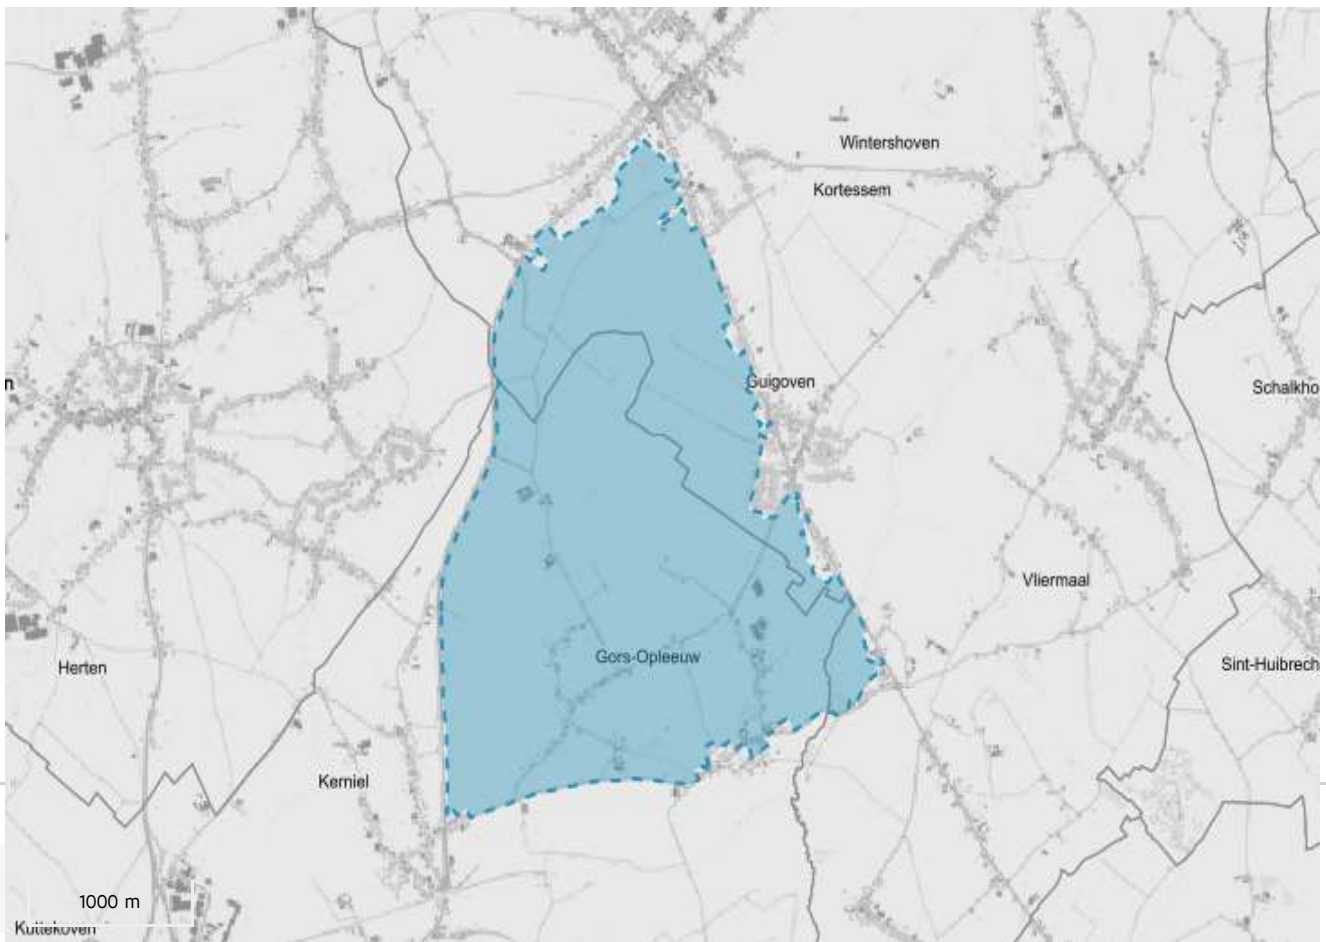 Wintershoven
Kortessem
Guigoven
n
Schalkho
Vliermaal
Gors-Opleeuw
Herten
Sint-Huibrech
Kerniel
1000 m
Kuttekoven